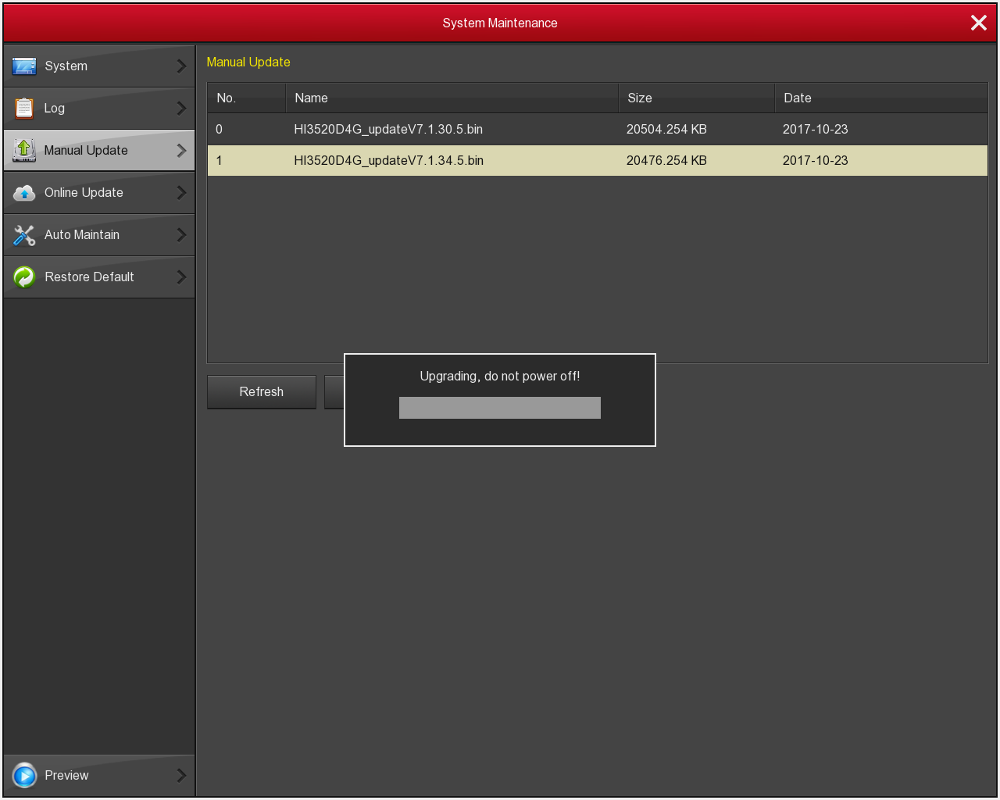 System Maintenance
System
Log
Manual Update
Online Update
Auto Maintain
Restore Default
Preview
Manual Update
No. Name Size Date
0 HI3520D4G_updateV7.1.30.5.bin 20504.254 KB 2017-10-23
1 HI3520D4G_updateV7.1.34.5.bin 20476.254 KB 2017-10-23
Refresh
Upgrading, do not power off!